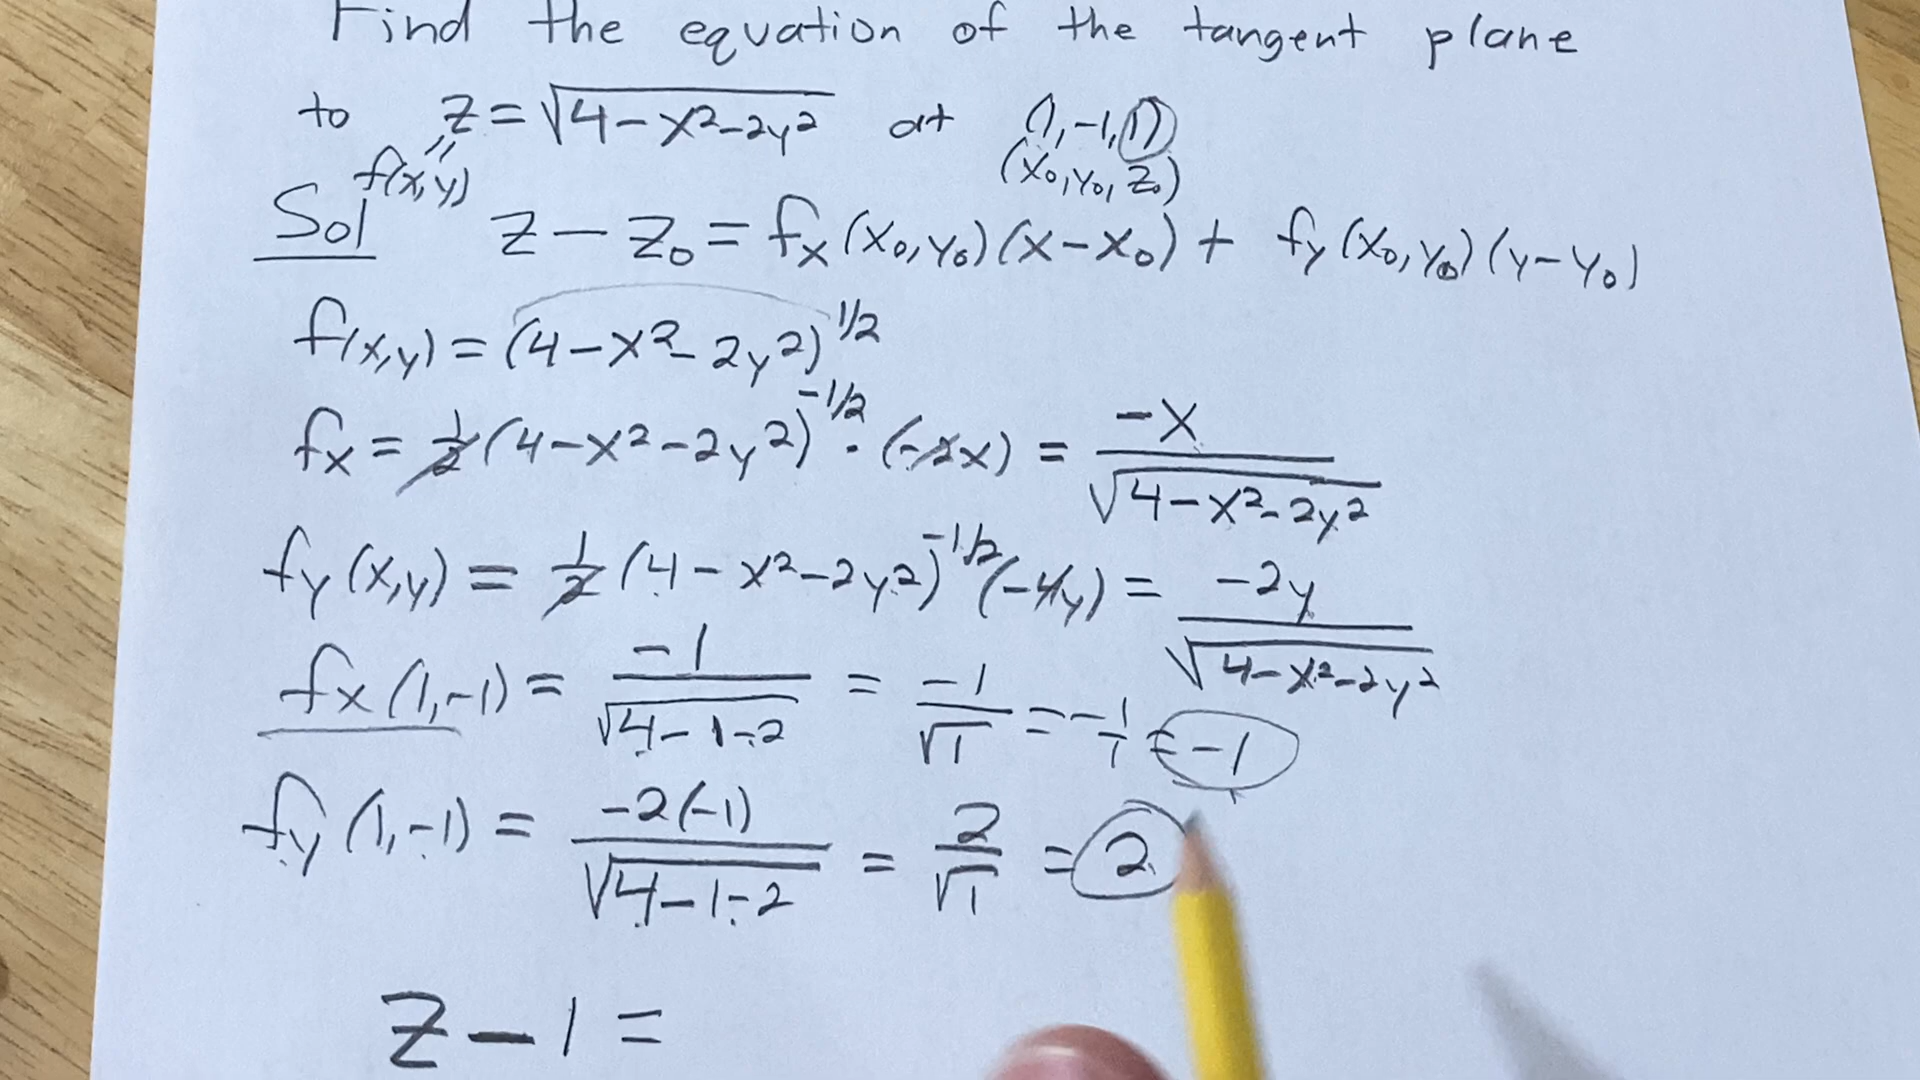 Find the equation of the tangent plane
to z = √(4-x²-2y²) at (1,-1,1)
f(x,y) (x₀,y₀,z₀)
Sol z - z₀ = fx(x₀,y₀)(x-x₀) + fy(x₀,y₀)(y-y₀)
f(x,y) = (4-x²-2y²)^1/2
fx = 1/2 (4-x²-2y²)^-1/2 · (-2x) = -x/√(4-x²-2y²)
fy(x,y) = 1/2 (4-x²-2y²)^-1/2 (-4y) = -2y/√(4-x²-2y²)
fx(1,-1) = -1/√(4-1-2) = -1/√1 = -1/1 = -1
fy(1,-1) = -2(-1)/√(4-1-2) = 2/√1 = 2
z - 1 =